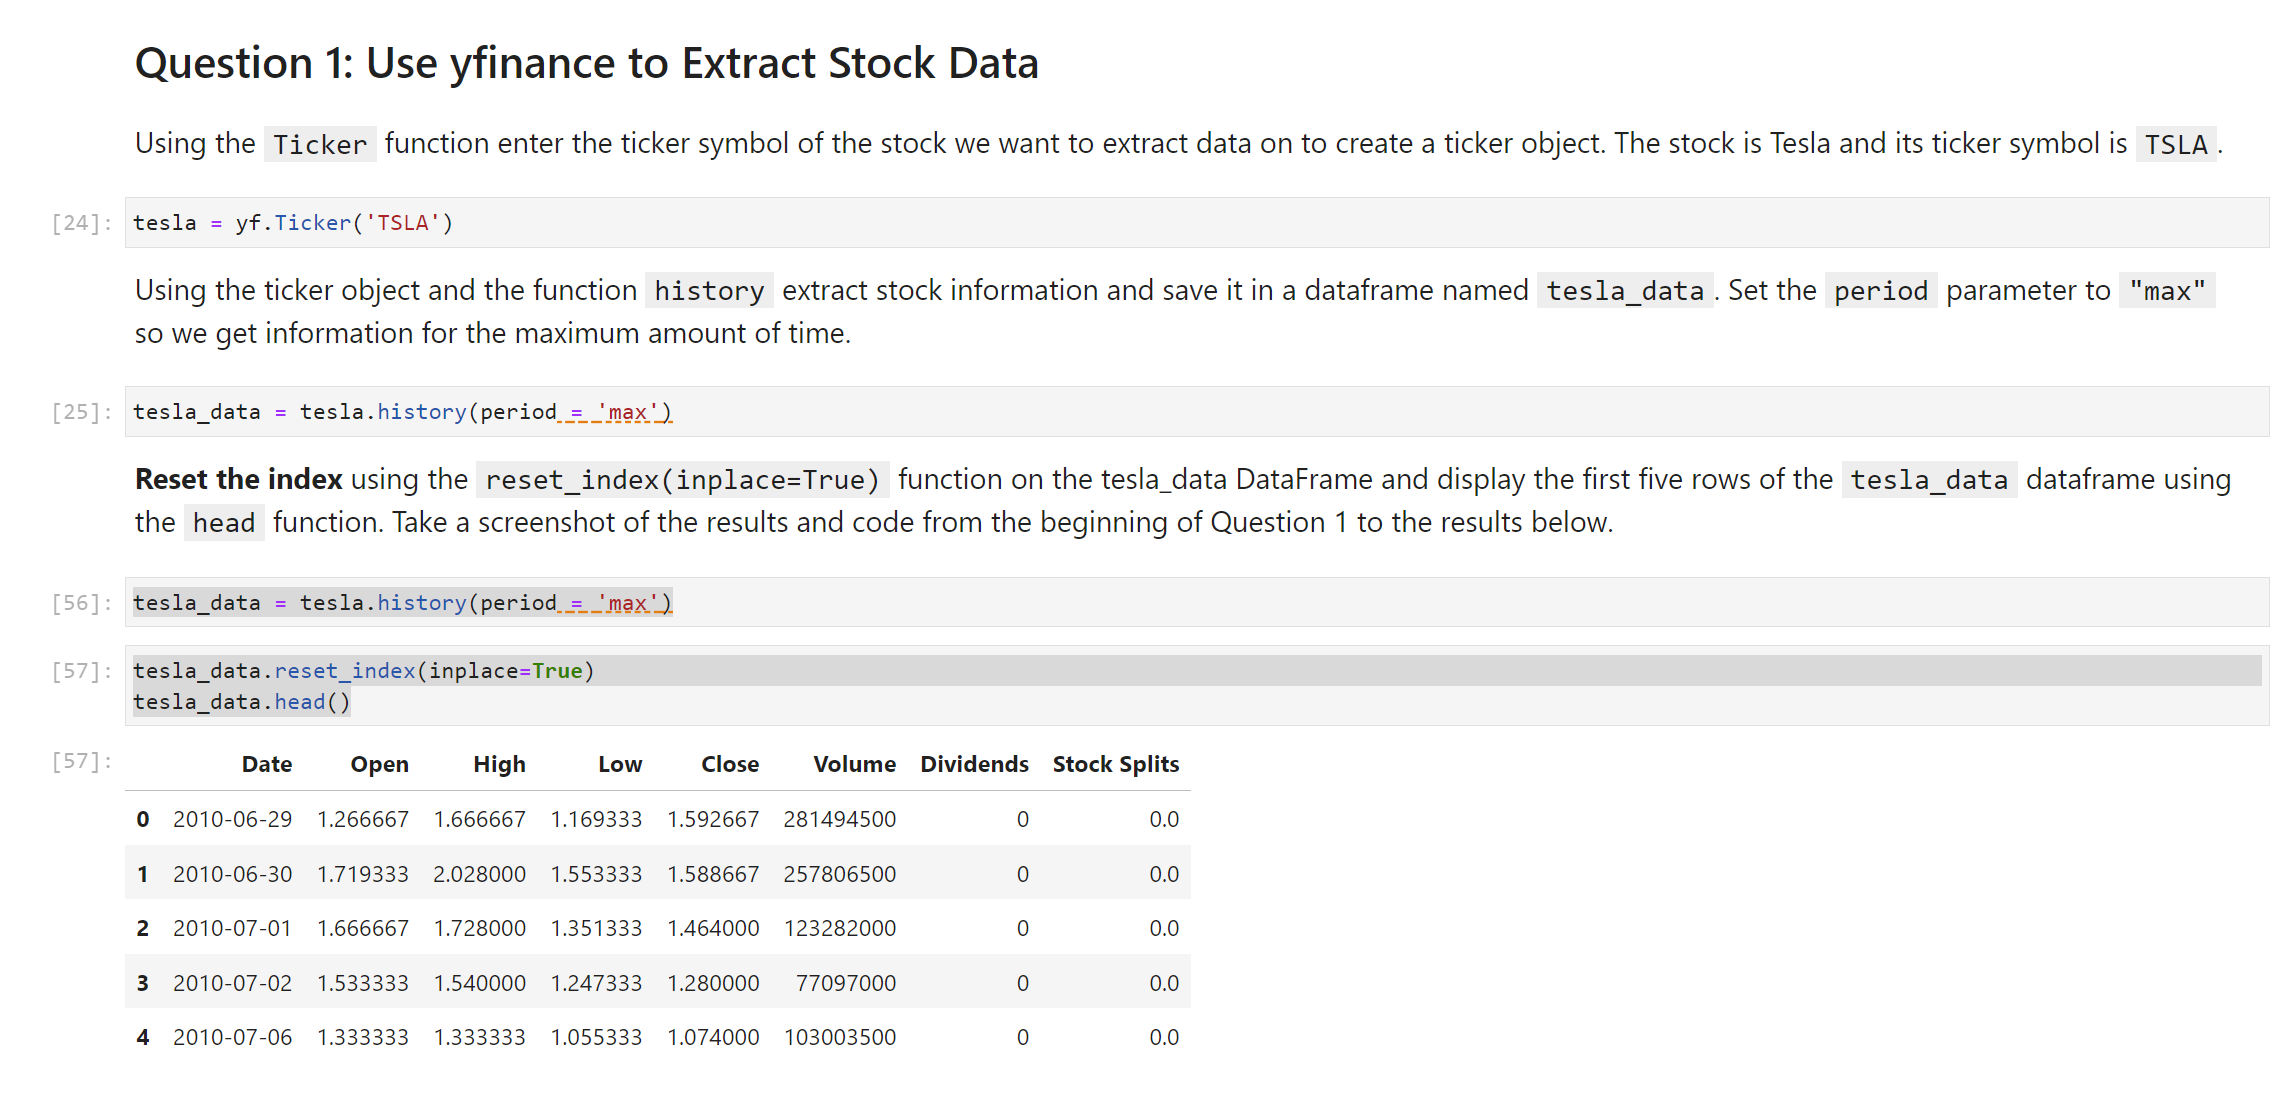 Question 1: Use yfinance to Extract Stock Data
Using the Ticker function enter the ticker symbol of the stock we want to extract data on to create a ticker object. The stock is Tesla and its ticker symbol is TSLA.
[24]: tesla = yf.Ticker('TSLA')
Using the ticker object and the function history extract stock information and save it in a dataframe named tesla_data. Set the period parameter to "max"
so we get information for the maximum amount of time.
[25]: tesla_data = tesla.history(period = 'max')
Reset the index using the reset_index(inplace=True) function on the tesla_data DataFrame and display the first five rows of the tesla_data dataframe using
the head function. Take a screenshot of the results and code from the beginning of Question 1 to the results below.
[56]: tesla_data = tesla.history(period = 'max')
[57]: tesla_data.reset_index(inplace=True)
tesla_data.head()
[57]: Date Open High Low Close Volume Dividends Stock Splits
0 2010-06-29 1.266667 1.666667 1.169333 1.592667 281494500 0 0.0
1 2010-06-30 1.719333 2.028000 1.553333 1.588667 257806500 0 0.0
2 2010-07-01 1.666667 1.728000 1.351333 1.464000 123282000 0 0.0
3 2010-07-02 1.533333 1.540000 1.247333 1.280000 77097000 0 0.0
4 2010-07-06 1.333333 1.333333 1.055333 1.074000 103003500 0 0.0